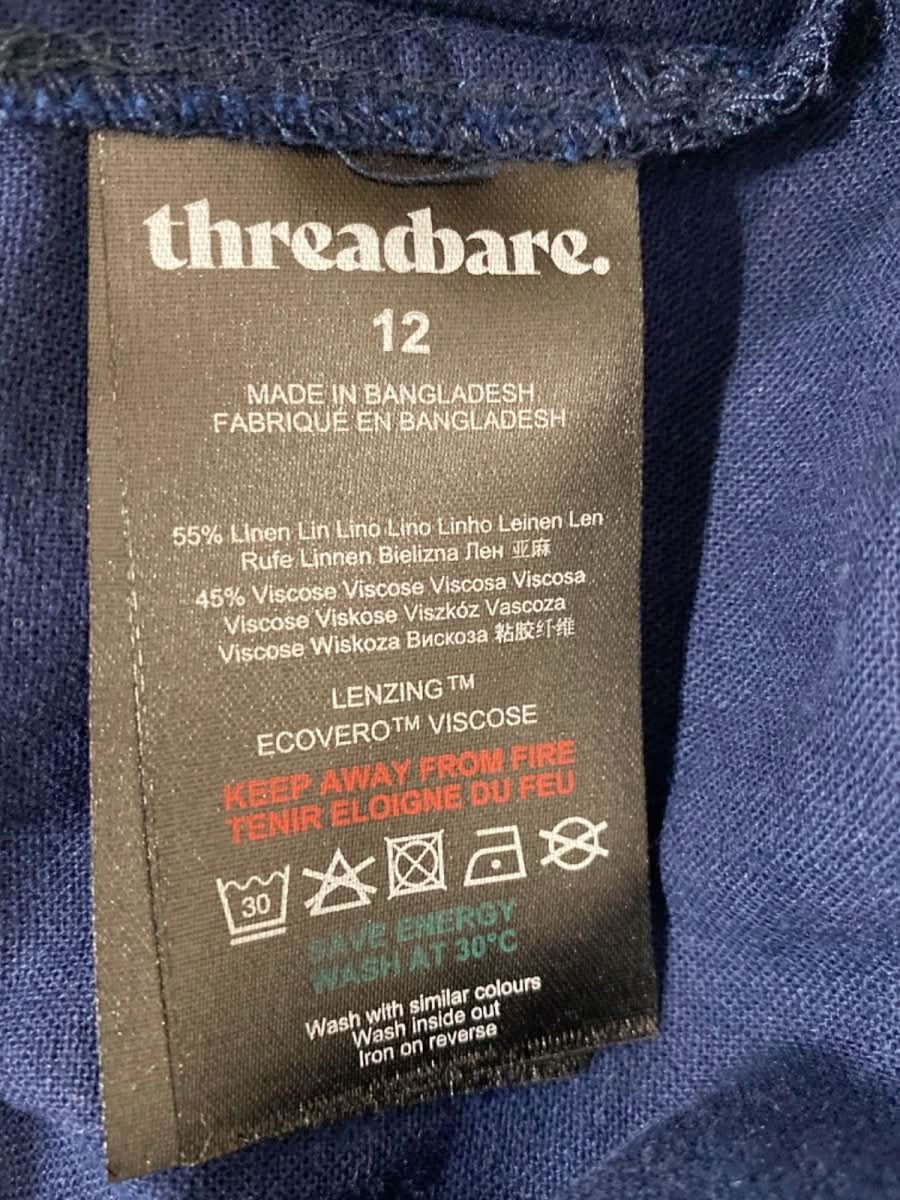 threadbare.
12
MADE IN BANGLADESH
FABRIQUE EN BANGLADESH
55% Linen Lin Lino Lino Linho Leinen Len
Rufe Linnen Bielizna Лен 亚麻
45% Viscose Viscose Viscosa Viscosa
Viscose Viskose Viszkóz Vascoza
Viscose Wiskoza Вискоза 粘胶纤维
LENZING™
ECOVERO™ VISCOSE
KEEP AWAY FROM FIRE
TENIR ELOIGNE DU FEU
30
SAVE ENERGY
WASH AT 30°C
Wash with similar colours
Wash inside out
Iron on reverse